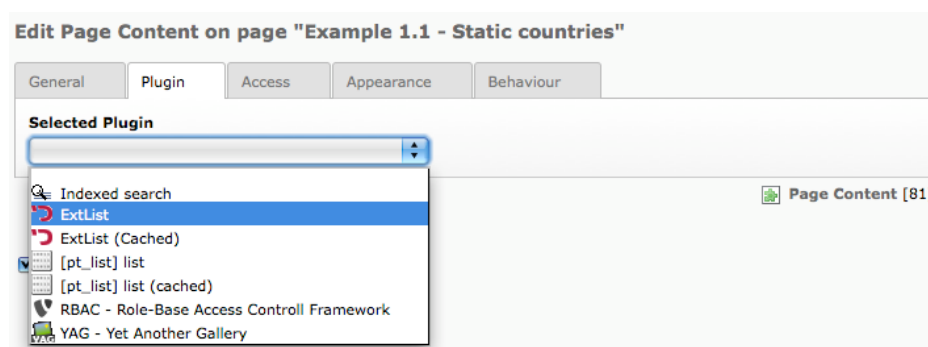 Edit Page Content on page "Example 1.1 - Static countries"
General Plugin Access Appearance Behaviour
Selected Plugin
Indexed search
Page Content [81
ExtList
ExtList (Cached)
[pt_list] list
[pt_list] list (cached)
RBAC - Role-Base Access Controll Framework
YAG - Yet Another Gallery